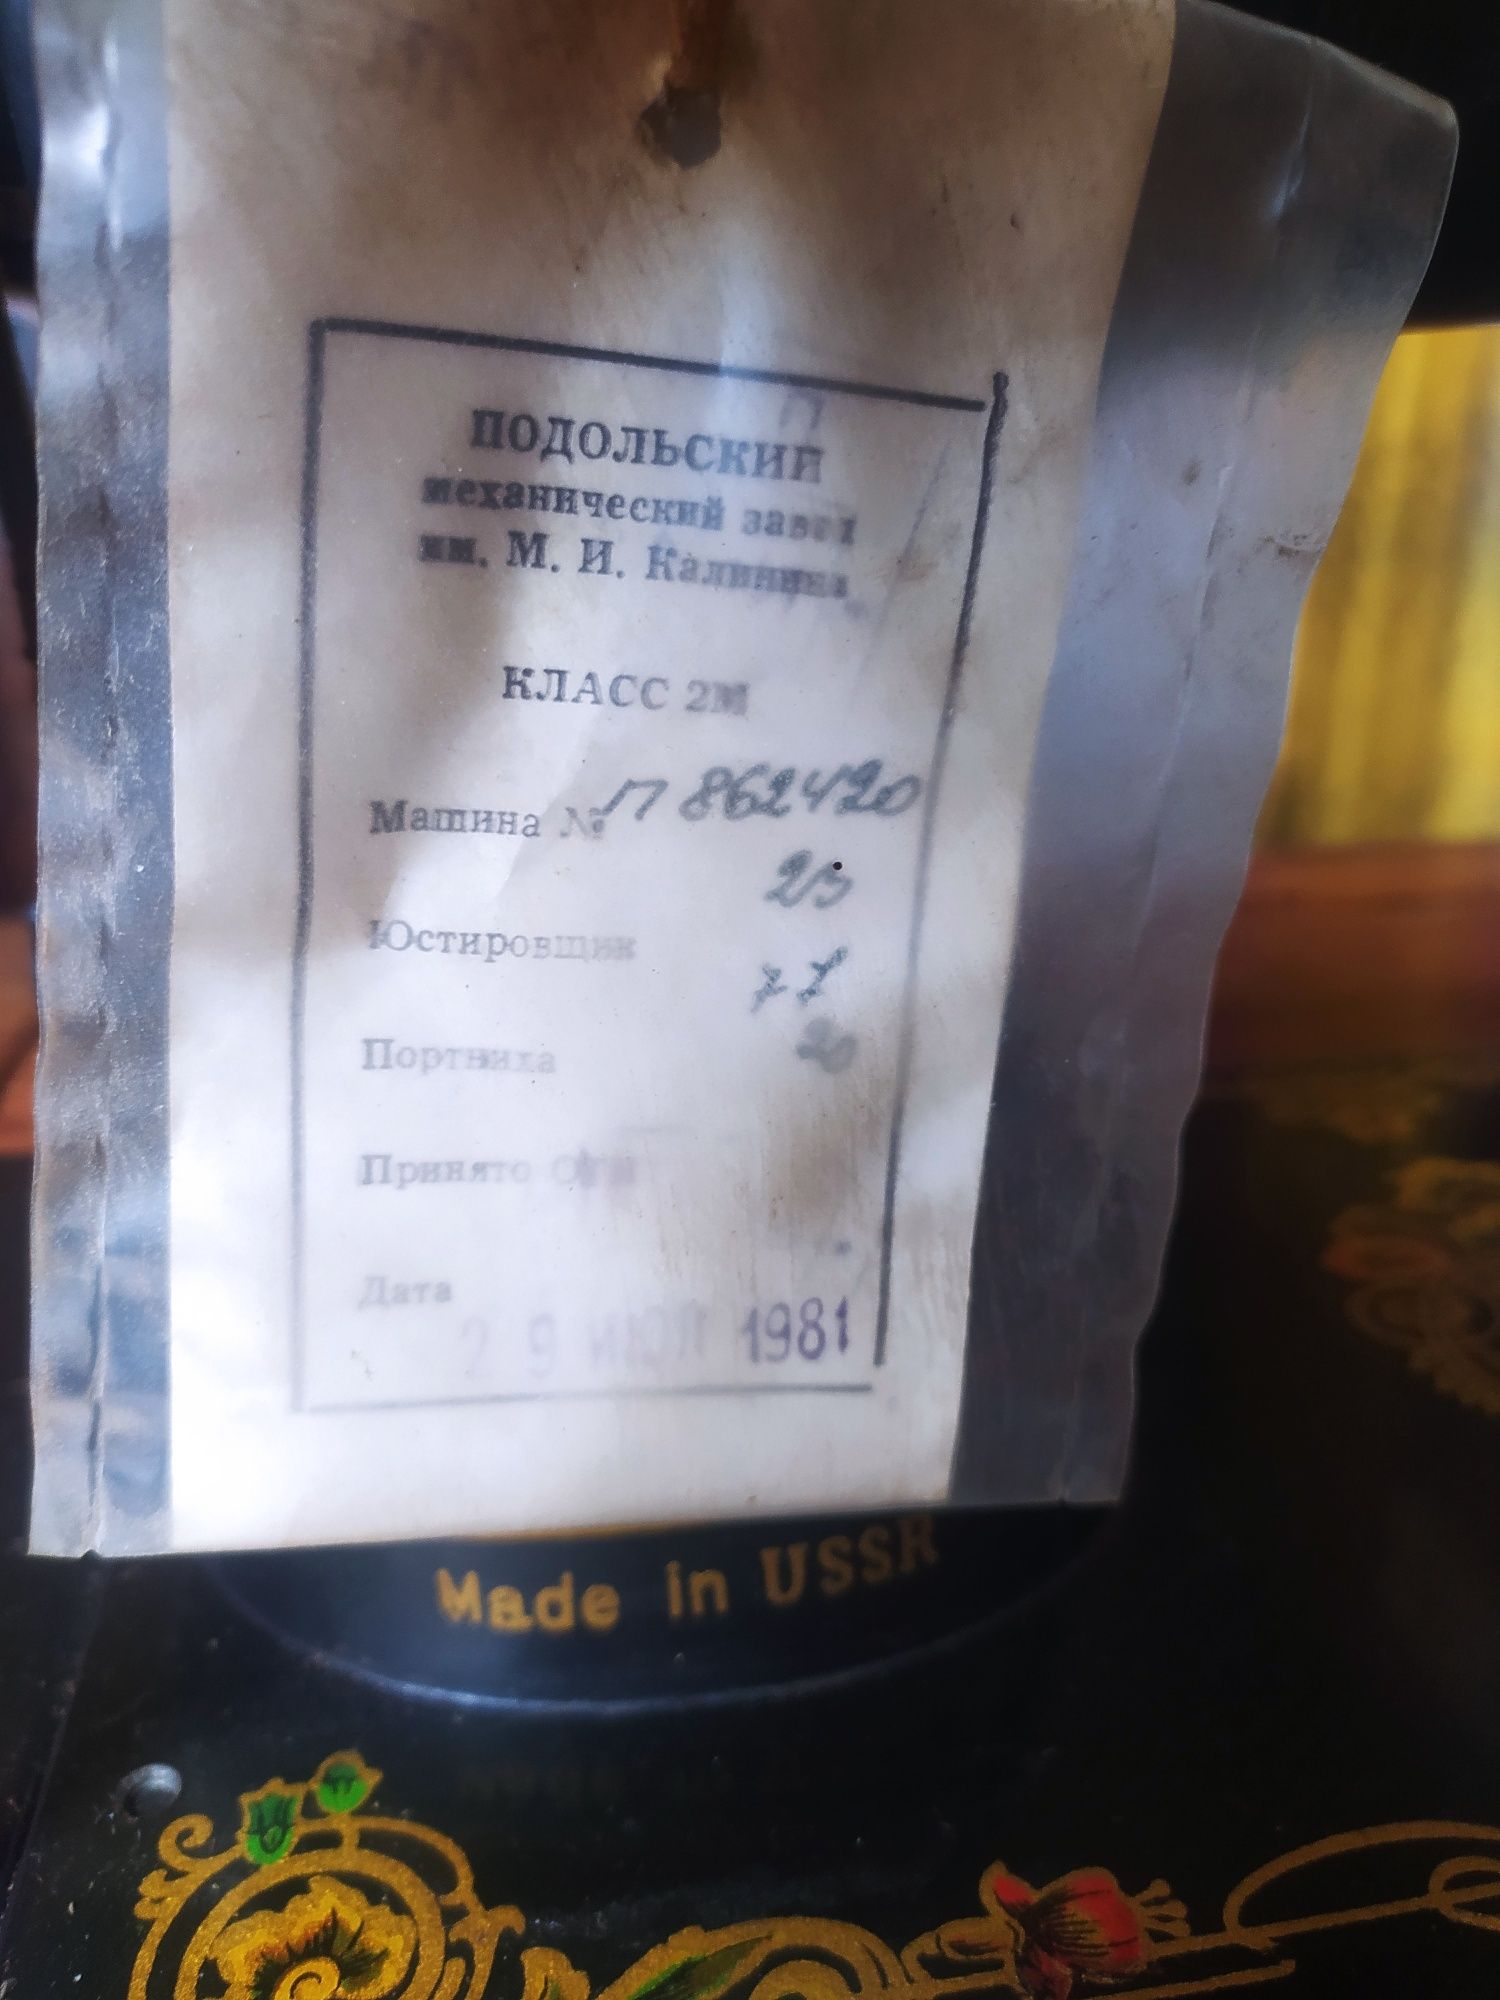 ПОДОЛЬСКИЙ
механический завод
им. М. И. Калинина
КЛАСС 2М
Машина № П 862420
25
Юстировщик
77
Портниха 20
Принято
Дата
29 ИЮЛ 1981
Made in USSR